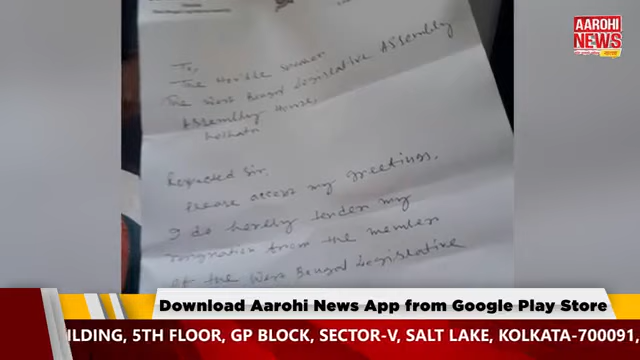 AAROHI
NEWS
To,
The Hon'ble Speaker
The West Bengal Legislative Assembly
Assembly House,
Kolkata
Respected Sir,
Please access my greetings,
I do hereby tender my
resignation from the member
of the West Bengal Legislative
Download Aarohi News App from Google Play Store
ILDING, 5TH FLOOR, GP BLOCK, SECTOR-V, SALT LAKE, KOLKATA-700091,